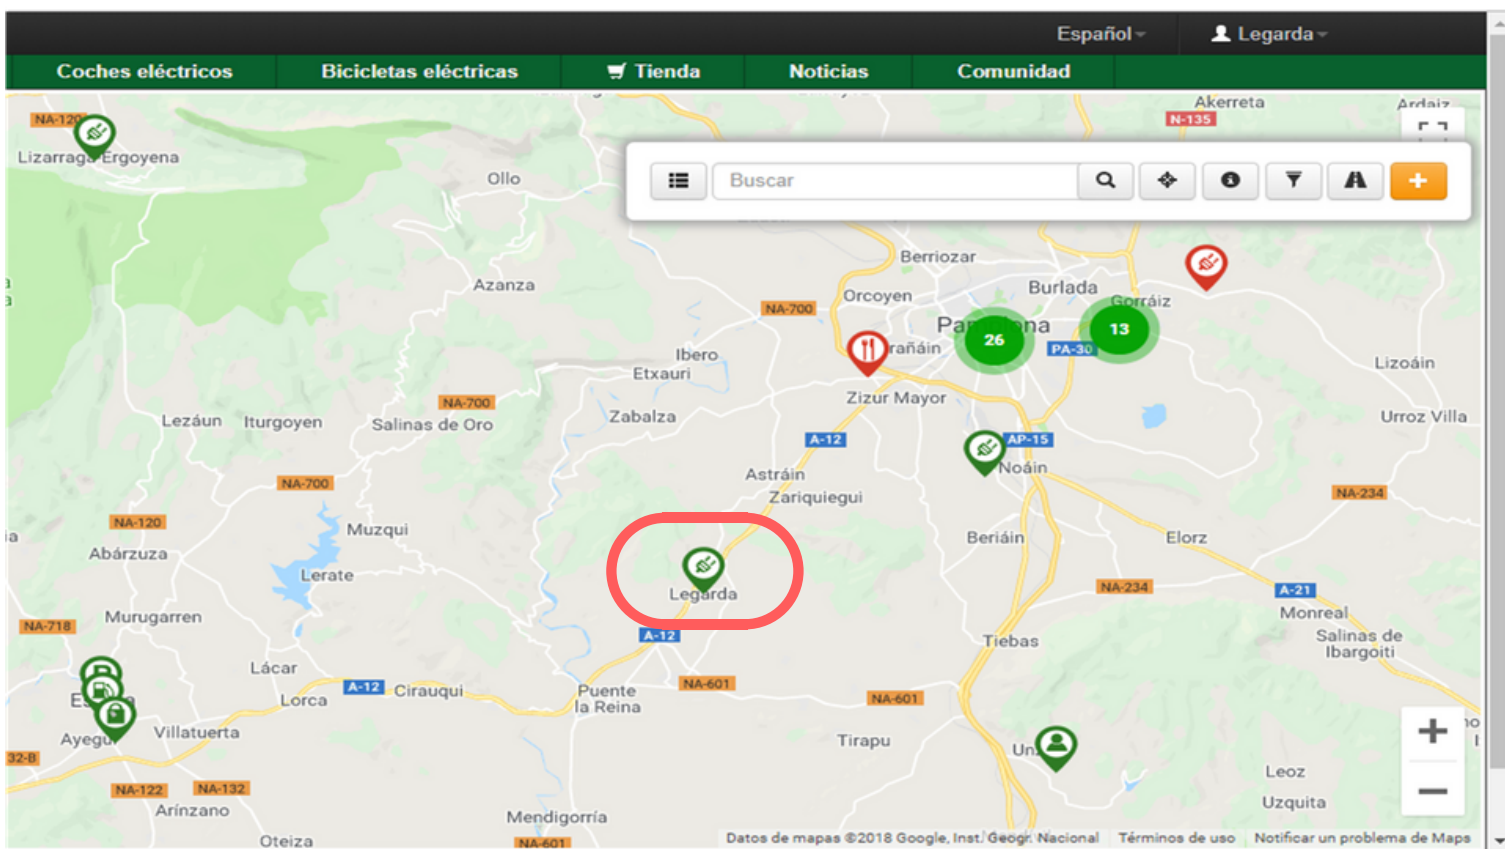 Español
Legarda
Coches eléctricos
Bicicletas eléctricas
Tienda
Noticias
Comunidad
Akerreta
Ardaiz
NA-120
N-135
Lizarraga Ergoyena
Ollo
Buscar
Berriozar
Azanza
Burlada
Orcoyen
Gorráiz
NA-700
26
13
PA-30
Ibero
Etxauri
Lizoáin
Zizur Mayor
NA-700
Zabalza
Urroz Villa
Lezáun
Iturgoyen
Salinas de Oro
A-12
AP-15
Astráin
Noáin
NA-700
Zariquiegui
NA-234
NA-120
Muzqui
Beriáin
Elorz
Abárzuza
Lerate
Legarda
NA-234
A-21
Murugarren
Monreal
NA-718
A-12
Tiebas
Salinas de
Ibargoiti
Lácar
A-12
Cirauqui
Lorca
Puente
la Reina
NA-601
NA-601
Villatuerta
Tirapu
32-B
Leoz
NA-122
NA-132
Arínzano
Uzquita
Mendigorría
Oteiza
NA-601
Datos de mapas ©2018 Google, Inst. Geogr. Nacional
Términos de uso
Notificar un problema de Maps